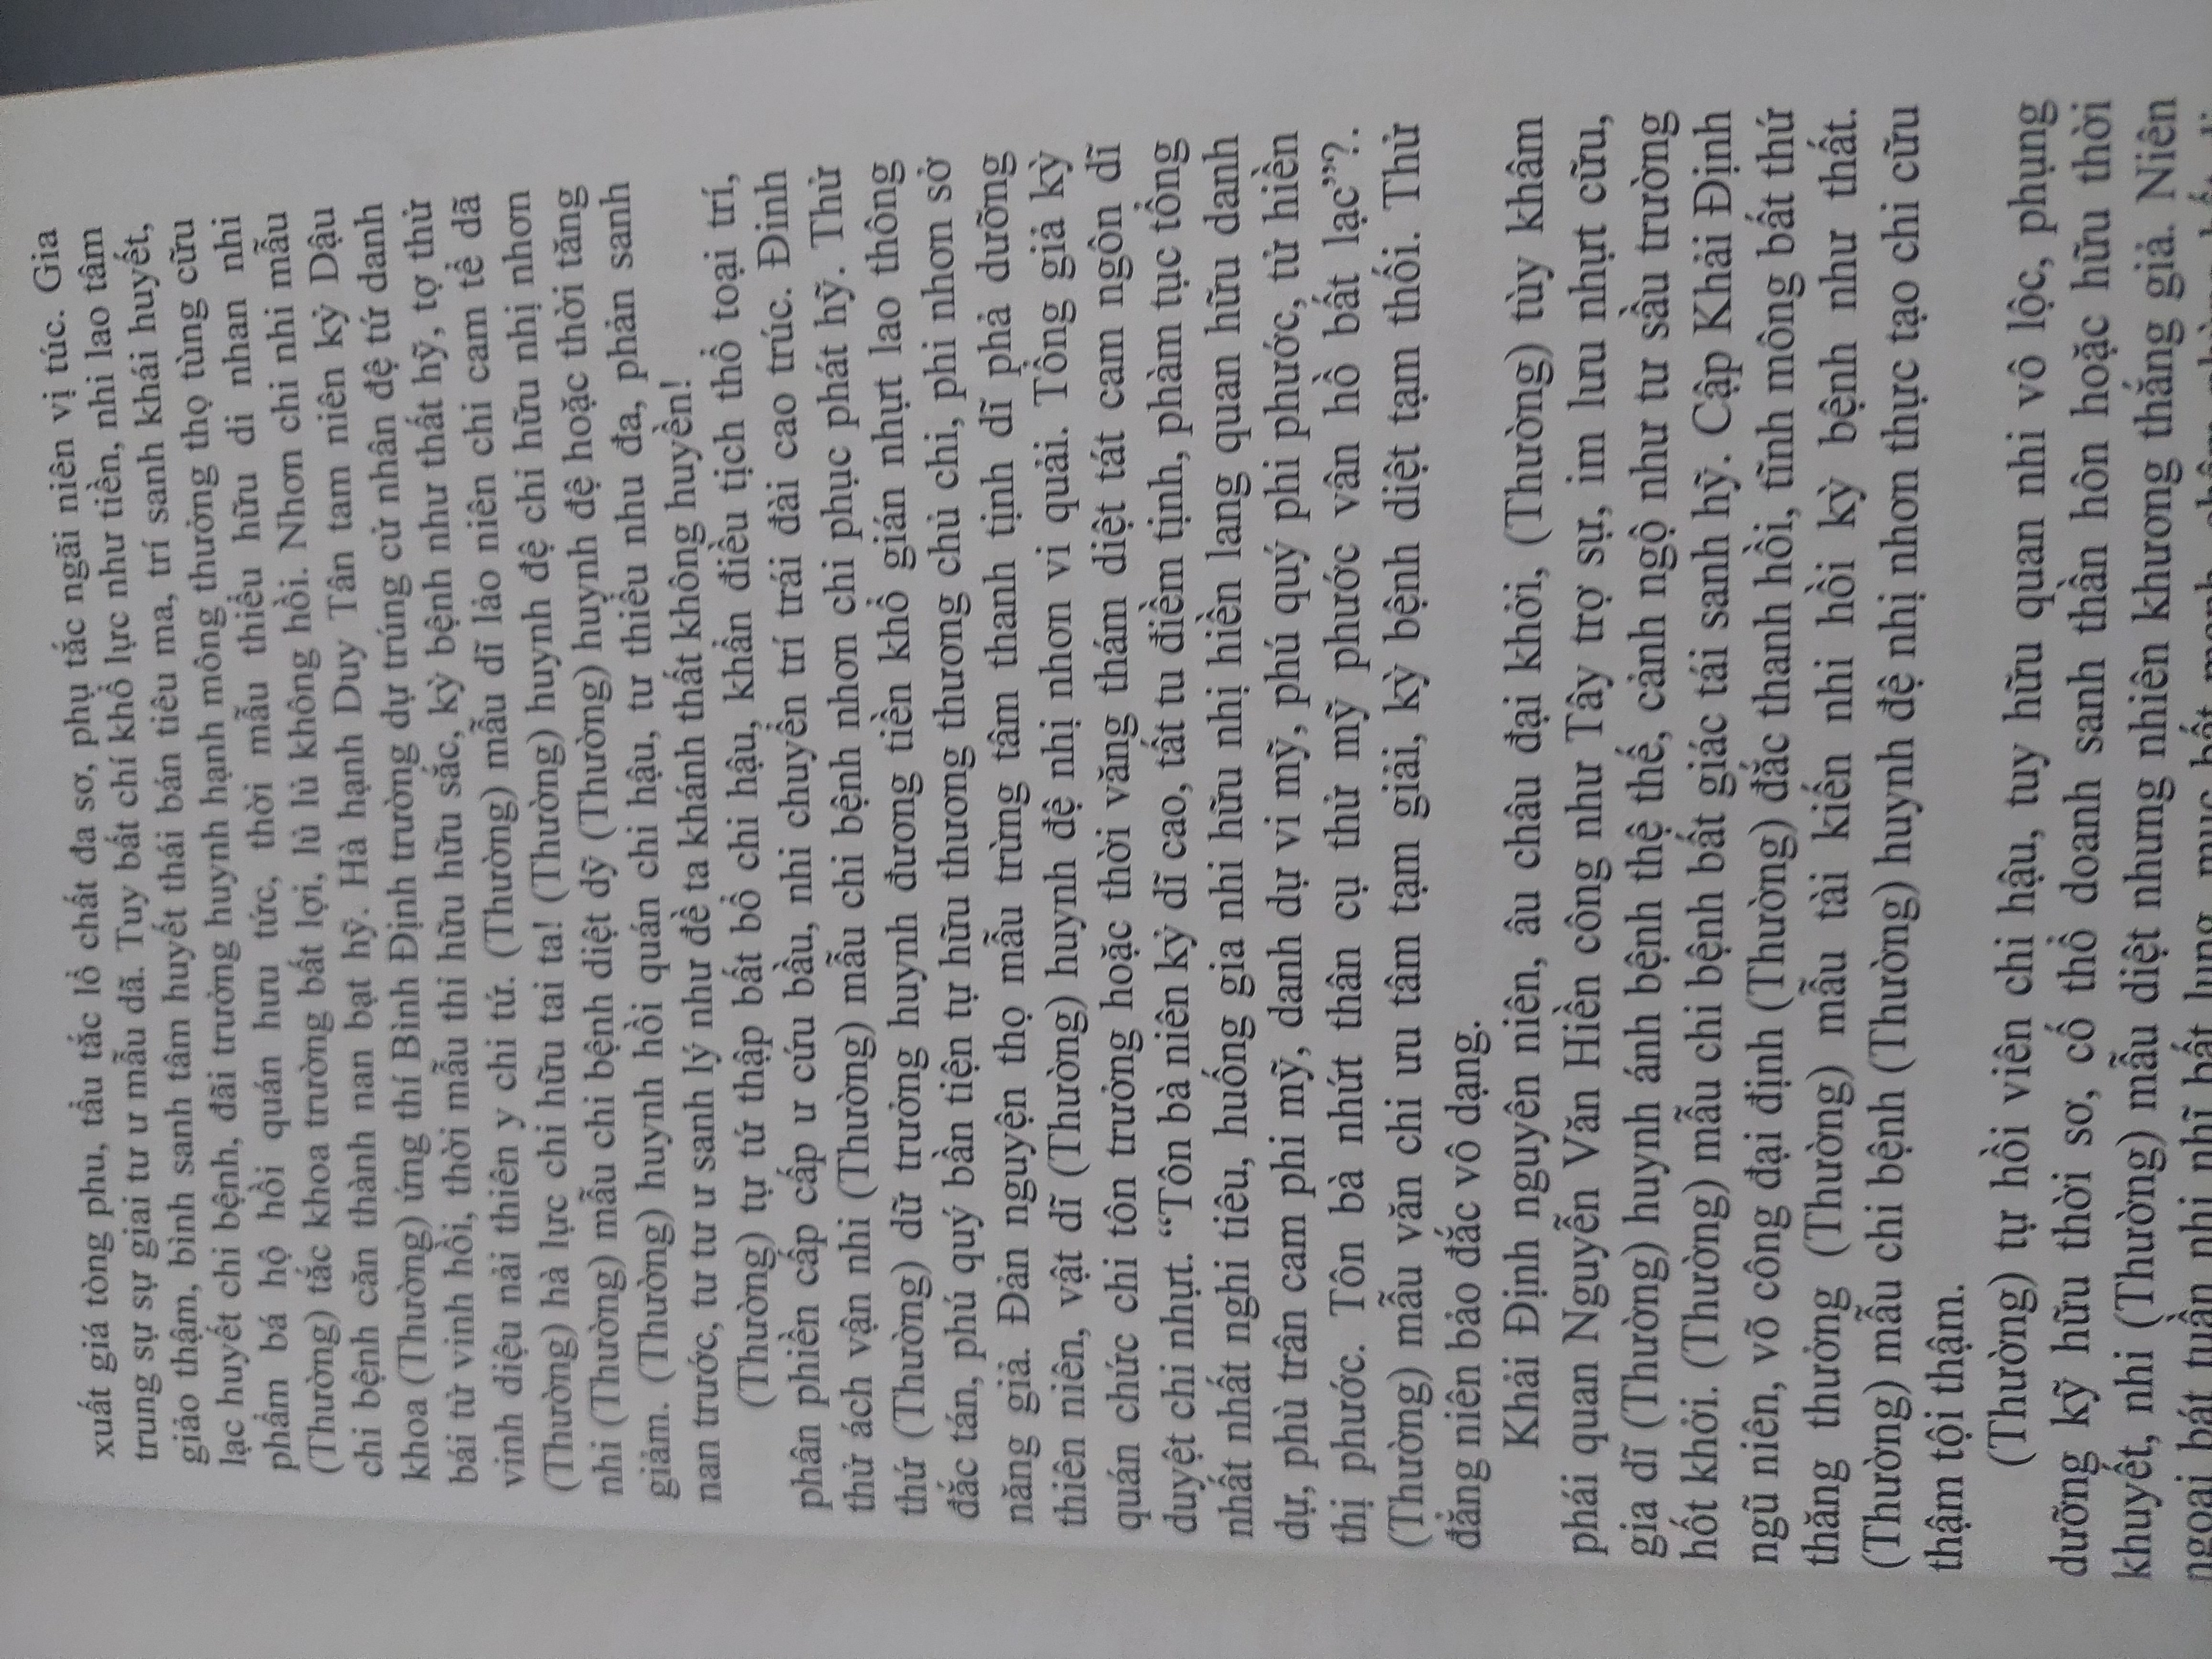 xuất giá tòng phu, tẩu tắc lổ chất đa sơ, phụ tắc ngãi niên vị túc. Gia
trung sự sự giai tư ư mẫu dã. Tuy bất chí khổ lực như tiền, nhi lao tâm
giảo thậm, bình sanh tâm huyết thái bán tiêu ma, trí sanh khái huyết,
lạc huyết chi bệnh, đãi trưởng huynh hạnh mông thưởng thọ tùng cữu
phẩm bá hộ hồi quán hưu tức, thời mẫu thiểu hữu di nhan nhi
(Thường) tắc khoa trường bất lợi, lủ lủ không hồi. Nhơn chi nhi mẫu
chi bệnh căn thành nan bạt hỹ. Hà hạnh Duy Tân tam niên kỷ Dậu
khoa (Thường) ứng thí Bình Định trường dự trúng cử nhân đệ tứ danh
bái tử vinh hồi, thời mẫu thỉ hữu hữu sắc, kỳ bệnh như thất hỹ, tợ thử
vinh diệu nải thiên y chi tứ. (Thường) mẫu dĩ lảo niên chi cam tể dã
(Thường) hà lực chi hữu tai ta! (Thường) huynh đệ chỉ hữu nhị nhơn
nhi (Thường) mẫu chi bệnh diệt dỹ (Thường) huynh đệ hoặc thời tăng
giảm. (Thường) huynh hồi quán chi hậu, tư thiểu nhu đa, phản sanh
nan trước, tư tư ư sanh lý như đề ta khánh thất không huyền!
(Thường) tự tứ thập bất bổ chi hậu, khẩn điều tịch thổ toại trí,
phân phiền cấp cấp ư cứu bầu, nhi chuyển trí trái đài cao trúc. Đinh
thử ách vận nhi (Thường) mẫu chi bệnh nhơn chi phục phát hỹ. Thử
thứ (Thường) dữ trưởng huynh đương tiền khổ gián nhựt lao thông
đắc tán, phú quý bần tiện tự hữu thương thương chủ chi, phi nhơn sở
năng giả. Đản nguyện thọ mẫu trừng tâm thanh tịnh dĩ phả dưỡng
thiên niên, vật dĩ (Thường) huynh đệ nhị nhơn vi quải. Tổng giả kỳ
quán chức chi tôn trưởng hoặc thời văng thám diệt tát cam ngôn dĩ
duyệt chi nhựt. “Tôn bà niên kỷ dĩ cao, tất tu điềm tịnh, phàm tục tổng
nhất nhất nghi tiêu, huống gia nhi hữu nhị hiền lang quan hữu danh
dự, phù trân cam phi mỹ, danh dự vi mỹ, phú quý phi phước, tử hiền
thị phước. Tôn bà nhứt thân cụ thử mỹ phước vân hồ bất lạc”?.
(Thường) mẫu văn chi ưu tâm tạm giải, kỳ bệnh diệt tạm thối. Thử
đẳng niên bảo đắc vô dạng.
Khải Định nguyên niên, âu châu đại khởi, (Thường) tùy khâm
phái quan Nguyễn Văn Hiền công như Tây trợ sự, im lưu nhựt cữu,
gia dĩ (Thường) huynh ánh bệnh thệ thế, cảnh ngộ như tư sầu trường
hốt khởi. (Thường) mẫu chi bệnh bất giác tái sanh hỹ. Cập Khải Định
ngũ niên, võ công đại định (Thường) đắc thanh hồi, tĩnh mông bất thứ
thăng thưởng (Thường) mẫu tài kiến nhi hồi kỳ bệnh như thất.
(Thường) mẫu chi bệnh (Thường) huynh đệ nhị nhơn thực tạo chi cữu
thậm tội thậm.
(Thường) tự hồi viên chi hậu, tuy hữu quan nhi vô lộc, phụng
dưỡng kỹ hữu thời sơ, cố thổ doanh sanh thần hôn hoặc hữu thời
khuyết, nhi (Thường) mẫu diệt nhưng nhiên khương thắng giả. Niên
ngoại bát tuần nhi nhĩ bất lung, mục bất